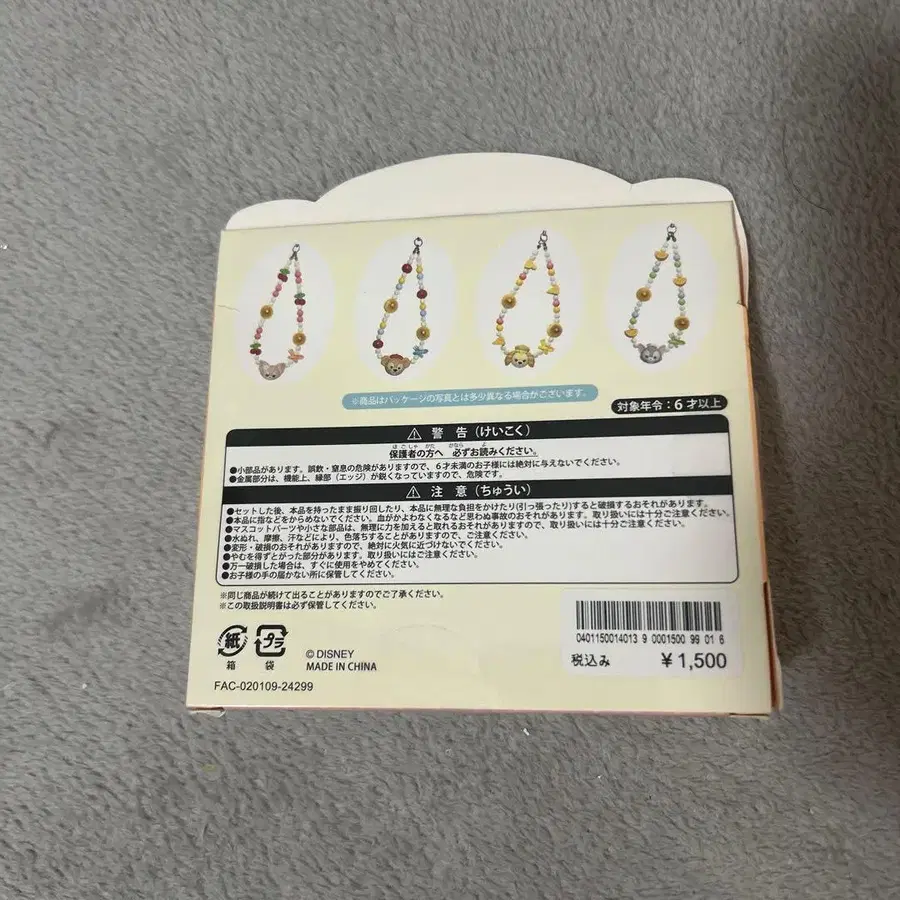 ※商品はパッケージの写真とは多少異なる場合がございます。
対象年令:6才以上
警 告(けいこく)
ほごしゃ かた かなら よ
保護者の方へ 必ずお読みください。
●小部品があります。誤飲・窒息の危険がありますので、6才未満のお子様には絶対に与えないでください。
●金属部分は、機能上、縁部(エッジ)が鋭くなっていますので、危険です。
注 意(ちゅうい)
●セットした後、本品を持ったまま振り回したり、本品に無理な負担をかけたり(引っ張ったり)すると破損するおそれがあります。
●本品に指などをからめないでください。血がかよわなくなるなど思わぬ事故のおそれがあります。取り扱いには十分ご注意ください。
●マスコットパーツや小さな部品は、無理に力を加えると取れるおそれがありますので、取り扱いには十分ご注意ください。
●水ぬれ、摩擦、汗などにより、色落ちすることがありますので、ご注意ください。
●変形・破損のおそれがありますので、絶対に火気に近づけないでください。
●やむを得ずとがった部分があります。取り扱いにはご注意ください。
●万一破損した場合は、すぐに使用をやめてください。
●お子様の手の届かない所に保管してください。
※同じ商品が続けて出ることがありますのでご了承ください。
※この取扱説明書は必ず保管してください。
紙 プラ
箱 袋
© DISNEY
MADE IN CHINA
FAC-020109-24299
0401150014013 9 0001500 99 01 6
税込み ¥1,500